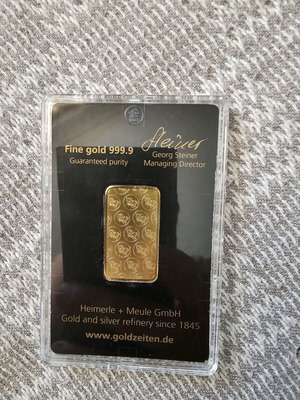 Fine gold 999.9
Guaranteed purity
Steiner
Georg Steiner
Managing Director
Heimerle + Meule GmbH
Gold and silver refinery since 1845
www.goldzeiten.de